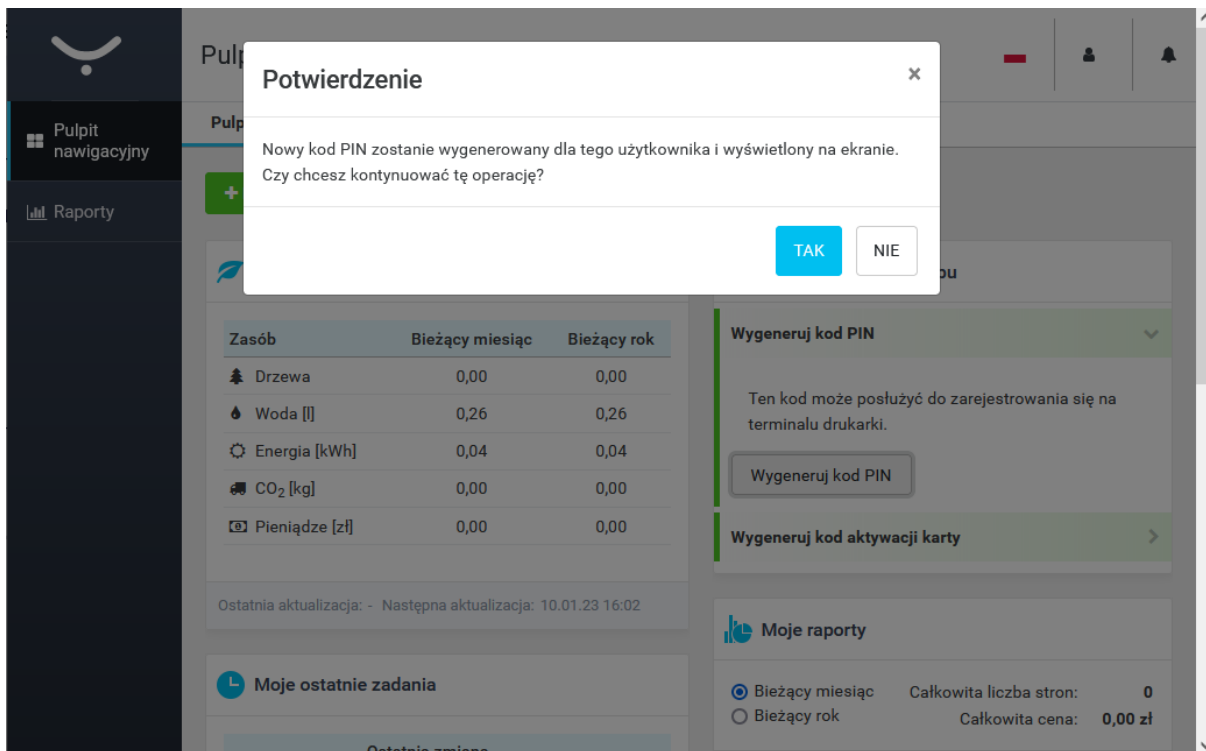 Pulp
Potwierdzenie
×
Pulpit
nawigacyjny
Raporty
Pulp
Nowy kod PIN zostanie wygenerowany dla tego użytkownika i wyświetlony na ekranie.
Czy chcesz kontynuować tę operację?
TAK
NIE
Zasób Bieżący miesiąc Bieżący rok
Drzewa 0,00 0,00
Woda [l] 0,26 0,26
Energia [kWh] 0,04 0,04
CO₂ [kg] 0,00 0,00
Pieniądze [zł] 0,00 0,00
Ostatnia aktualizacja: - Następna aktualizacja: 10.01.23 16:02
Moje ostatnie zadania
Ostatnia zmiana
pu
Wygeneruj kod PIN
Ten kod może posłużyć do zarejestrowania się na
terminalu drukarki.
Wygeneruj kod PIN
Wygeneruj kod aktywacji karty
Moje raporty
Bieżący miesiąc
Bieżący rok
Całkowita liczba stron: 0
Całkowita cena: 0,00 zł